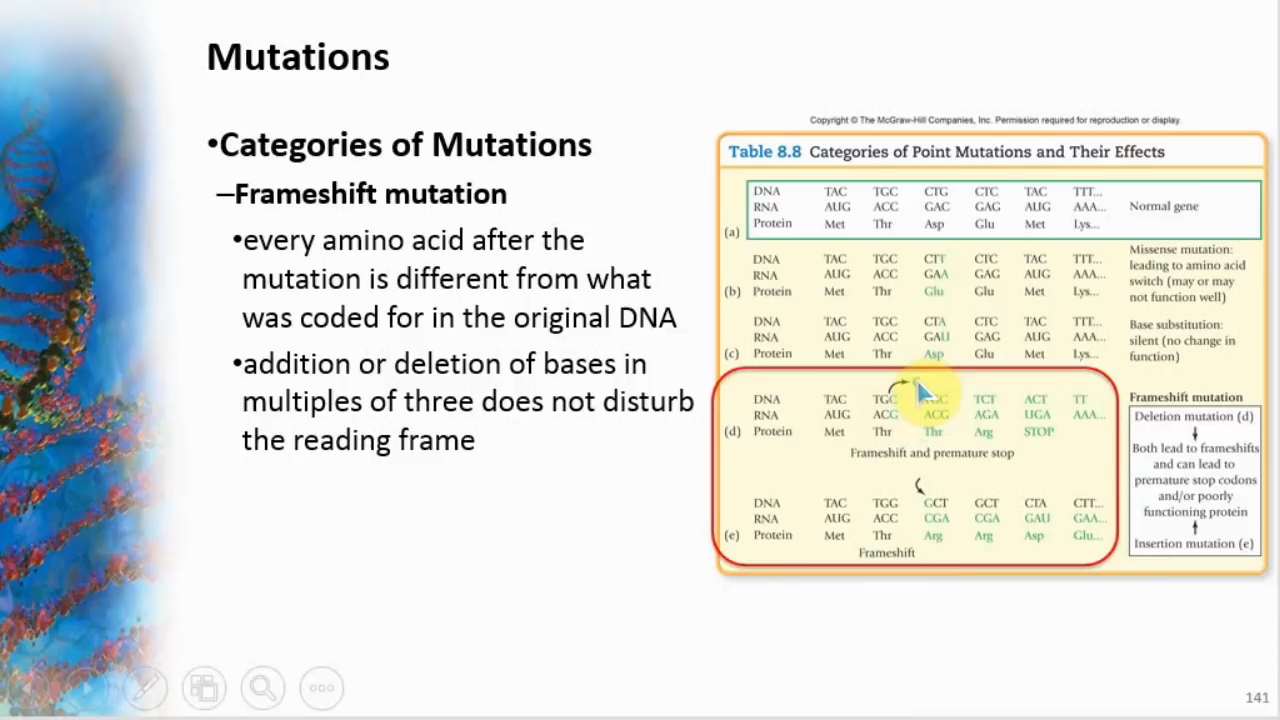 Mutations
•Categories of Mutations
–Frameshift mutation
•every amino acid after the
mutation is different from what
was coded for in the original DNA
•addition or deletion of bases in
multiples of three does not disturb
the reading frame
Copyright © The McGraw-Hill Companies, Inc. Permission required for reproduction or display.
Table 8.8 Categories of Point Mutations and Their Effects
DNA TAC TGC CTG CTC TAC TTT...
RNA AUG ACC GAC GAG AUG AAA... Normal gene
(a) Protein Met Thr Asp Glu Met Lys...
DNA TAC TGC CTT CTC TAC TTT...
RNA AUG ACC GAA GAG AUG AAA...
(b) Protein Met Thr Glu Glu Met Lys...
Missense mutation:
leading to amino acid
switch (may or may
not function well)
DNA TAC TGC CTA CTC TAC TTT...
RNA AUG ACC GAU GAG AUG AAA...
(c) Protein Met Thr Asp Glu Met Lys...
Base substitution:
silent (no change in
function)
DNA TAC TGC TCT ACT TT
RNA AUG ACG ACG AGA UGA AAA...
(d) Protein Met Thr Thr Arg STOP
Frameshift and premature stop
DNA TAC TGG GCT GCT CTA CTT...
RNA AUG ACC CGA CGA GAU GAA...
(e) Protein Met Thr Arg Arg Asp Glu...
Frameshift
Frameshift mutation
Deletion mutation (d)
Both lead to frameshifts
and can lead to
premature stop codons
and/or poorly
functioning protein
Insertion mutation (e)
141